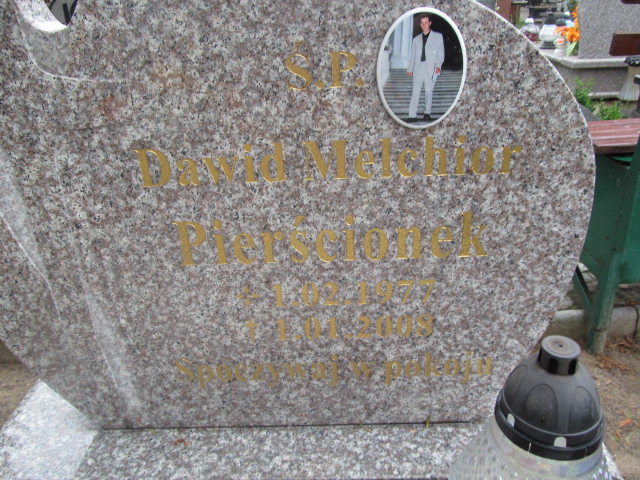 Ś.P.
Dawid Melchior
Pierścionek
÷ 1.02.1977
† 1.01.2008
Spoczywaj w pokoju